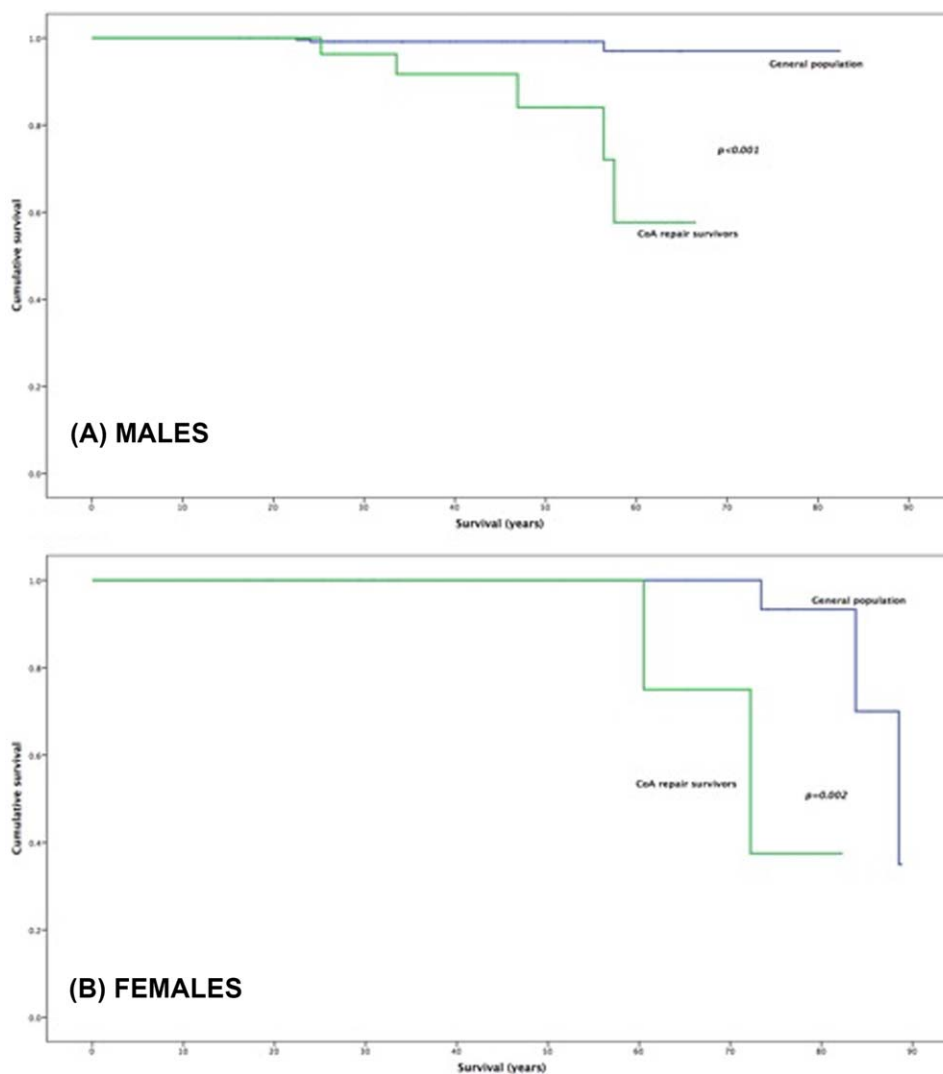 1.0
General population
0.8
p<0.001
0.6
CoA repair survivors
Cumulative survival
0.4
0.2
(A) MALES
0.0
0 10 20 30 40 50 60 70 80 90
Survival (years)
1.0
General population
0.8
CoA repair survivors
p=0.002
0.6
Cumulative survival
0.4
0.2
(B) FEMALES
0.0
0 10 20 30 40 50 60 70 80 90
Survival (years)